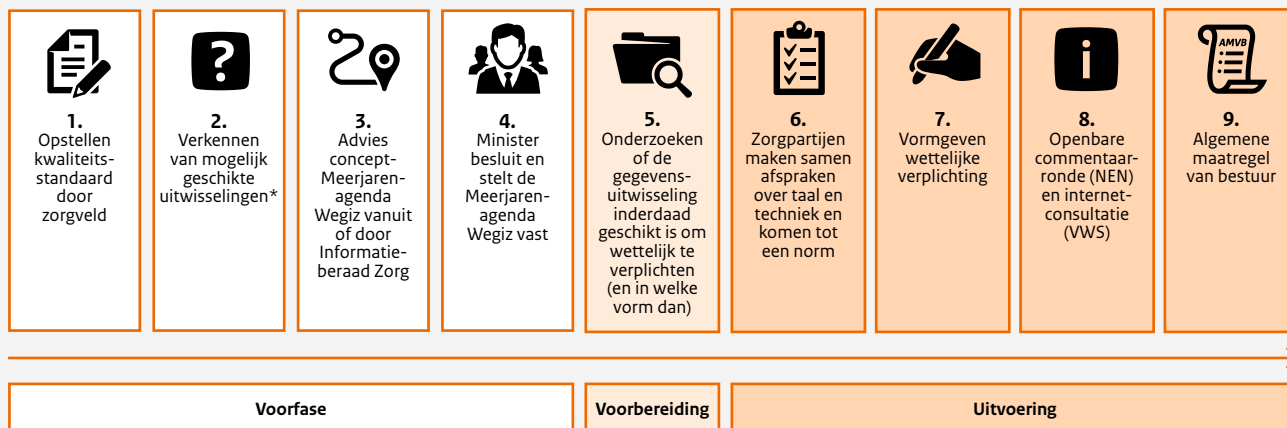 1.
Opstellen
kwaliteits-
standaard
door
zorgveld
2.
Verkennen
van mogelijk
geschikte
uitwisselingen*
3.
Advies
concept-
Meerjaren-
agenda
Wegiz vanuit
of door
Informatie-
beraad Zorg
4.
Minister
besluit en
stelt de
Meerjaren-
agenda
Wegiz vast
5.
Onderzoeken
of de
gegevens-
uitwisseling
inderdaad
geschikt is om
wettelijk te
verplichten
(en in welke
vorm dan)
6.
Zorgpartijen
maken samen
afspraken
over taal en
techniek en
komen tot
een norm
7.
Vormgeven
wettelijke
verplichting
8.
Openbare
commentaar-
ronde (NEN)
en internet-
consultatie
(VWS)
AMVB
9.
Algemene
maatregel
van bestuur
Voorfase
Voorbereiding
Uitvoering